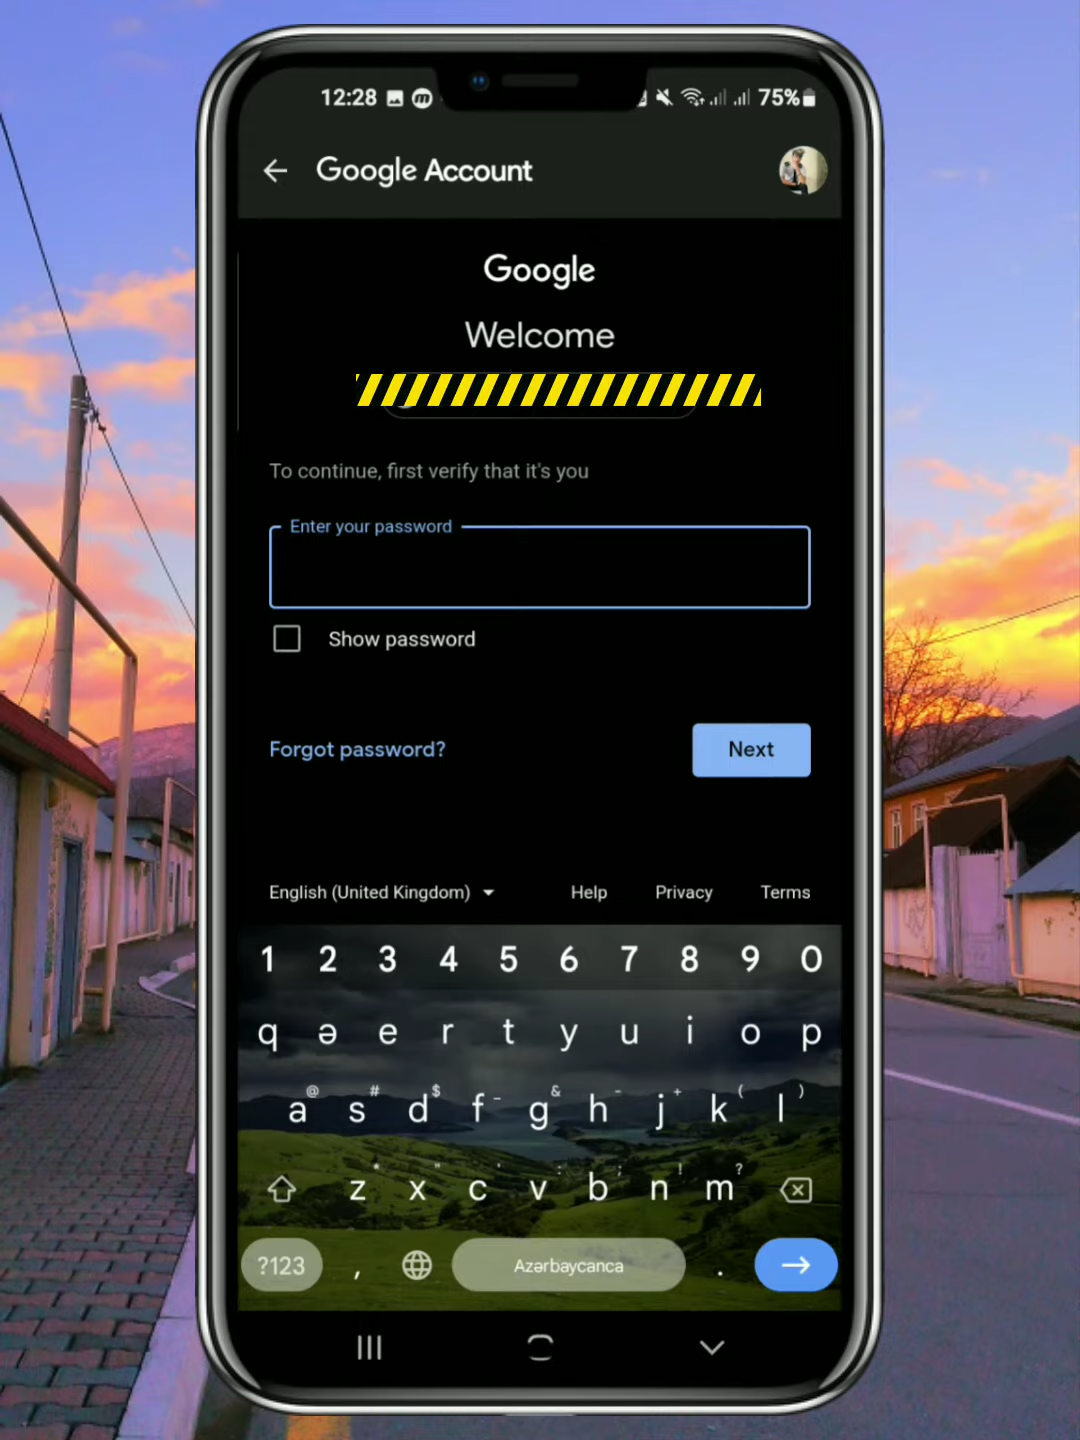 12:28 75%
Google Account
Google
Welcome
To continue, first verify that it's you
Enter your password
Show password
Forgot password?
Next
English (United Kingdom) Help Privacy Terms
1 2 3 4 5 6 7 8 9 0
q ə e r t y u i o p
@ # $ - & - + ( )
a s d f g h j k l
* " ' : ; ! ?
z x c v b n m
?123 , Azərbaycanca .